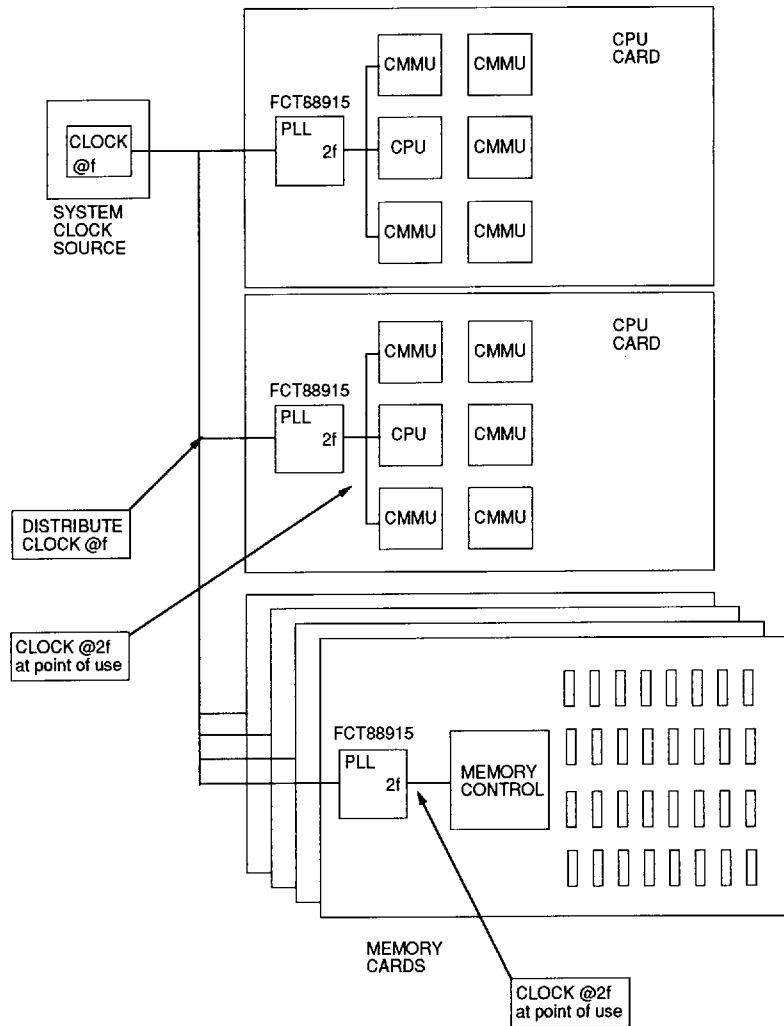 CPU
CARD
CMMU
CMMU
FCT88915
PLL
2f
CPU
CMMU
CMMU
CMMU
CLOCK
@f
SYSTEM
CLOCK
SOURCE
CPU
CARD
CMMU
CMMU
FCT88915
PLL
2f
CPU
CMMU
CMMU
CMMU
DISTRIBUTE
CLOCK @f
CLOCK @2f
at point of use
FCT88915
PLL
2f
MEMORY
CONTROL
MEMORY
CARDS
CLOCK @2f
at point of use